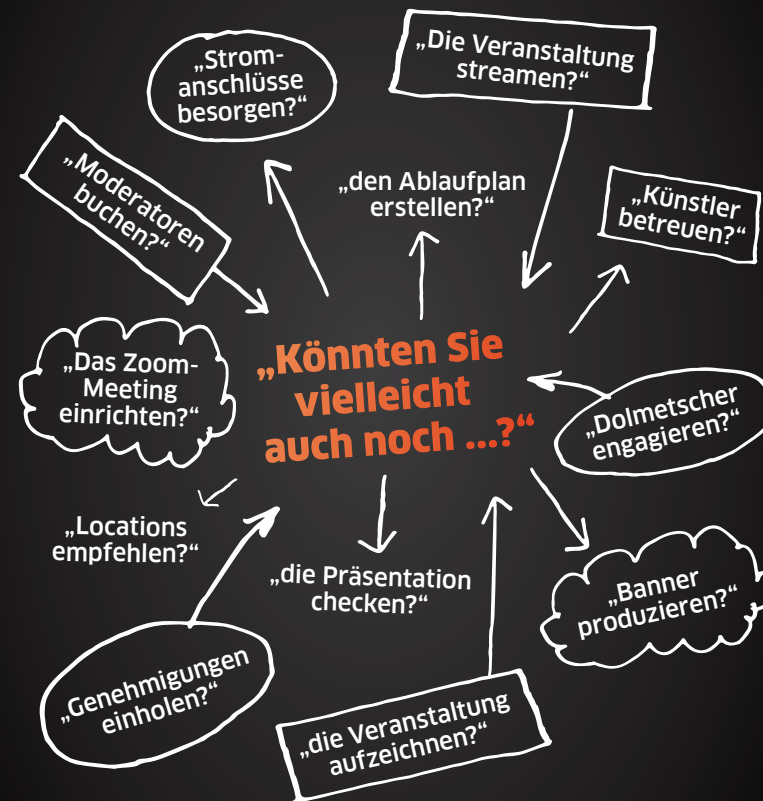 „Strom-
anschlüsse
besorgen?“
„Die Veranstaltung
streamen?“
„Moderatoren
buchen?“
„den Ablaufplan
erstellen?“
„Künstler
betreuen?“
„Das Zoom-
Meeting
einrichten?“
„Könnten Sie
vielleicht
auch noch ...?“
„Dolmetscher
engagieren?“
„Locations
empfehlen?“
„die Präsentation
checken?“
„Banner
produzieren?“
„Genehmigungen
einholen?“
„die Veranstaltung
aufzeichnen?“